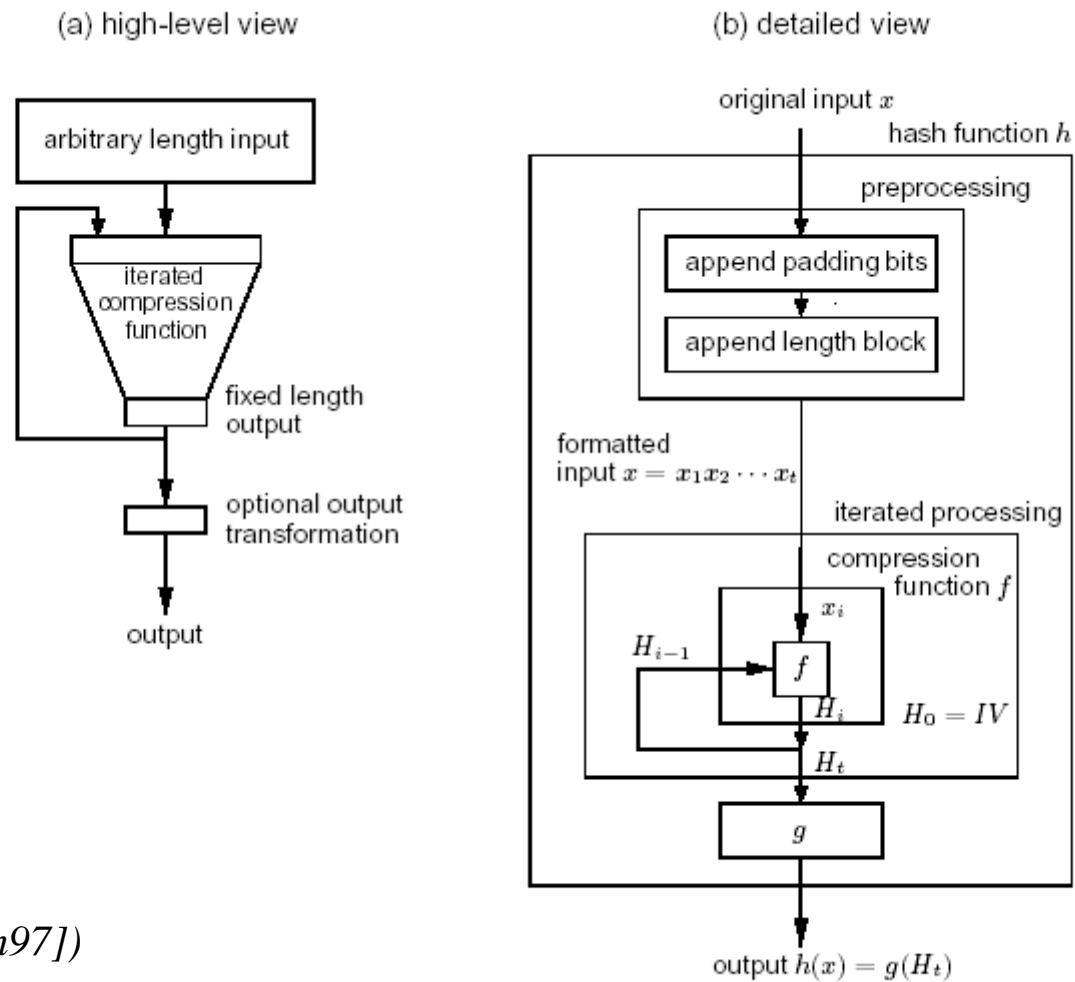 (a) high-level view
arbitrary length input
iterated
compression
function
fixed length
output
optional output
transformation
output
(b) detailed view
original input x
hash function h
preprocessing
append padding bits
append length block
formatted
input x = x₁x₂ ··· xₜ
iterated processing
compression
function f
xᵢ
Hᵢ₋₁
f
Hᵢ
H₀ = IV
Hₜ
g
output h(x) = g(Hₜ)
n97])